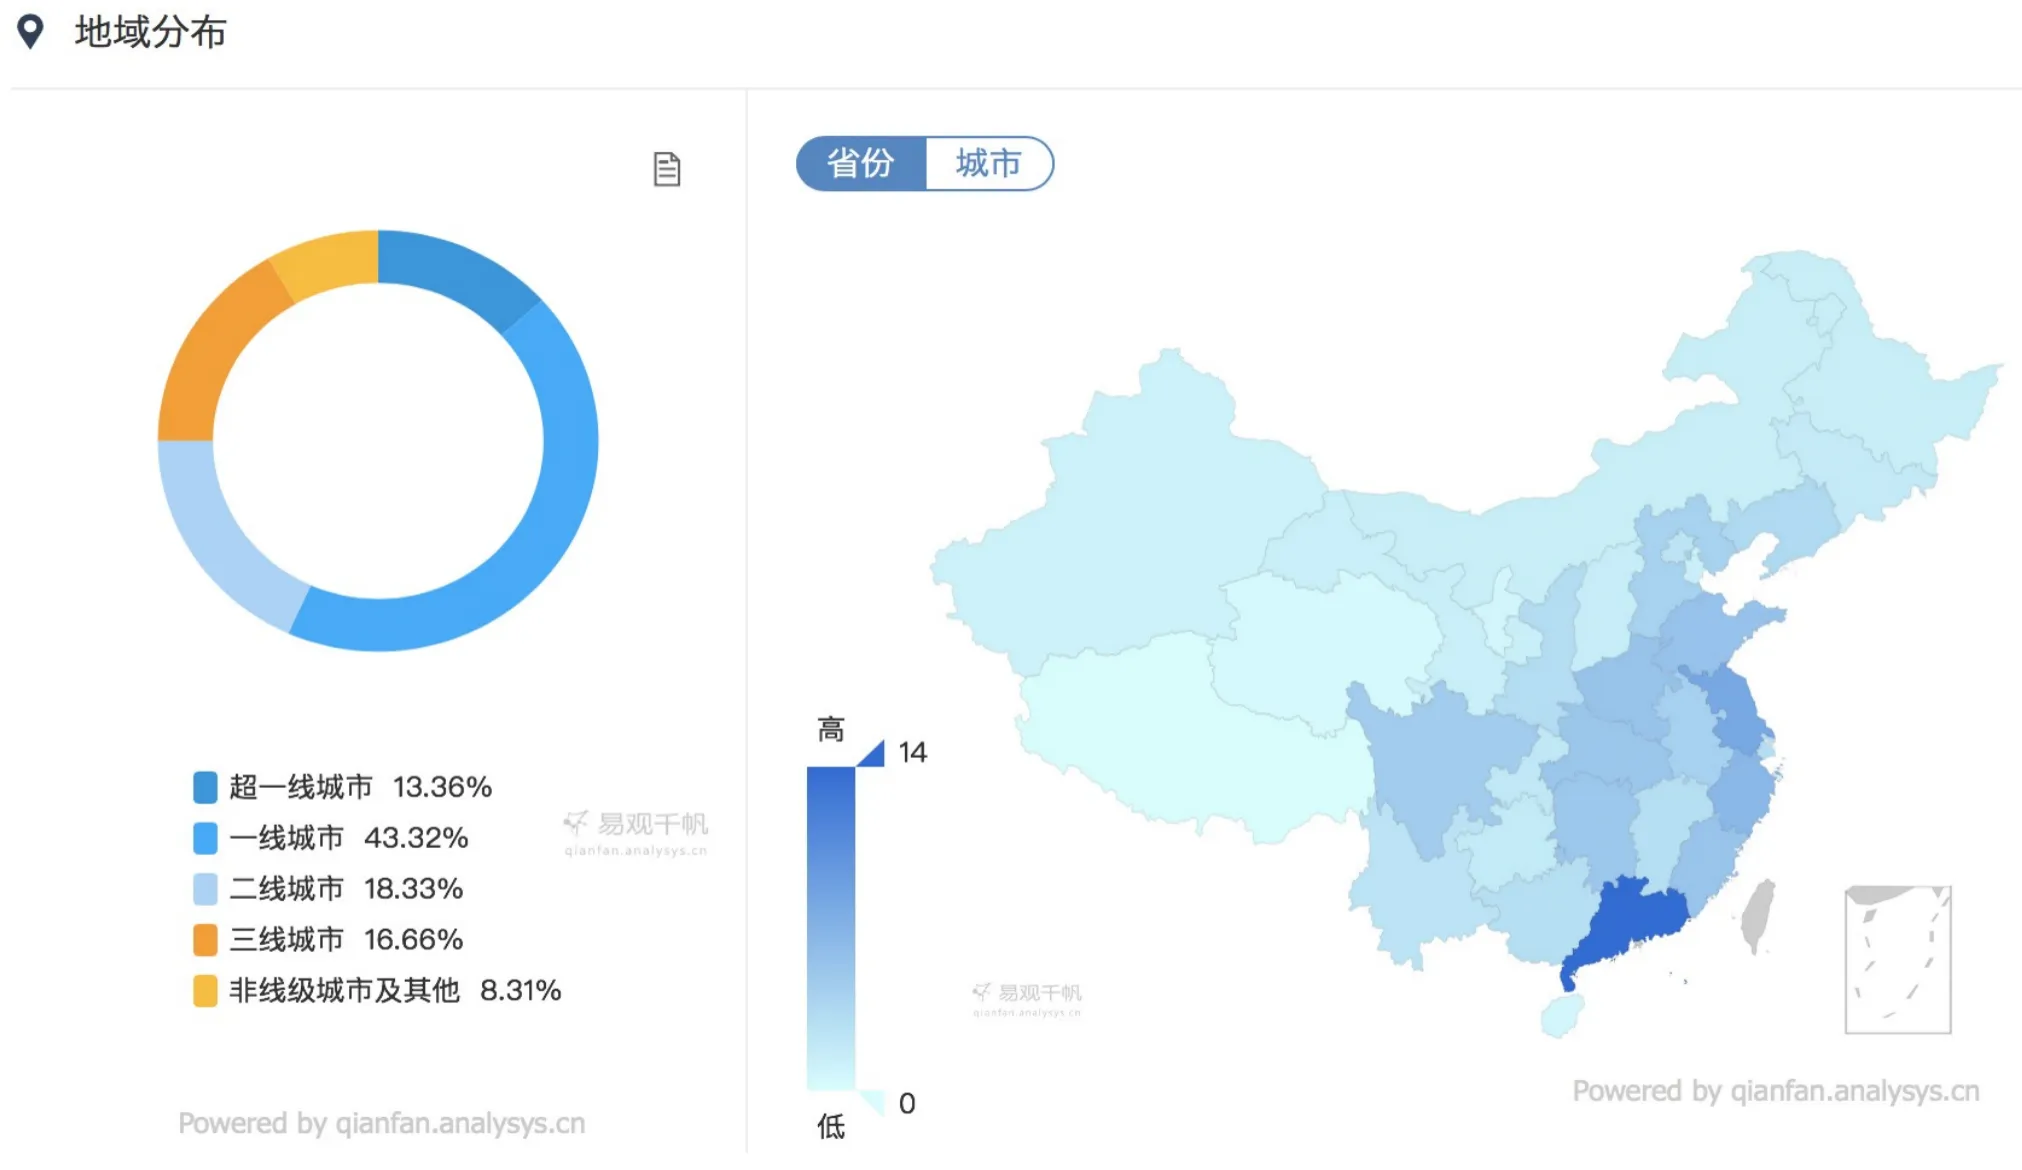 地域分布
超一线城市 13.36%
一线城市 43.32%
二线城市 18.33%
三线城市 16.66%
非线级城市及其他 8.31%
易观千帆
qianfan.analysys.cn
Powered by qianfan.analysys.cn
省份 城市
高
14
0
低
易观千帆
qianfan.analysys.cn
Powered by qianfan.analysys.cn